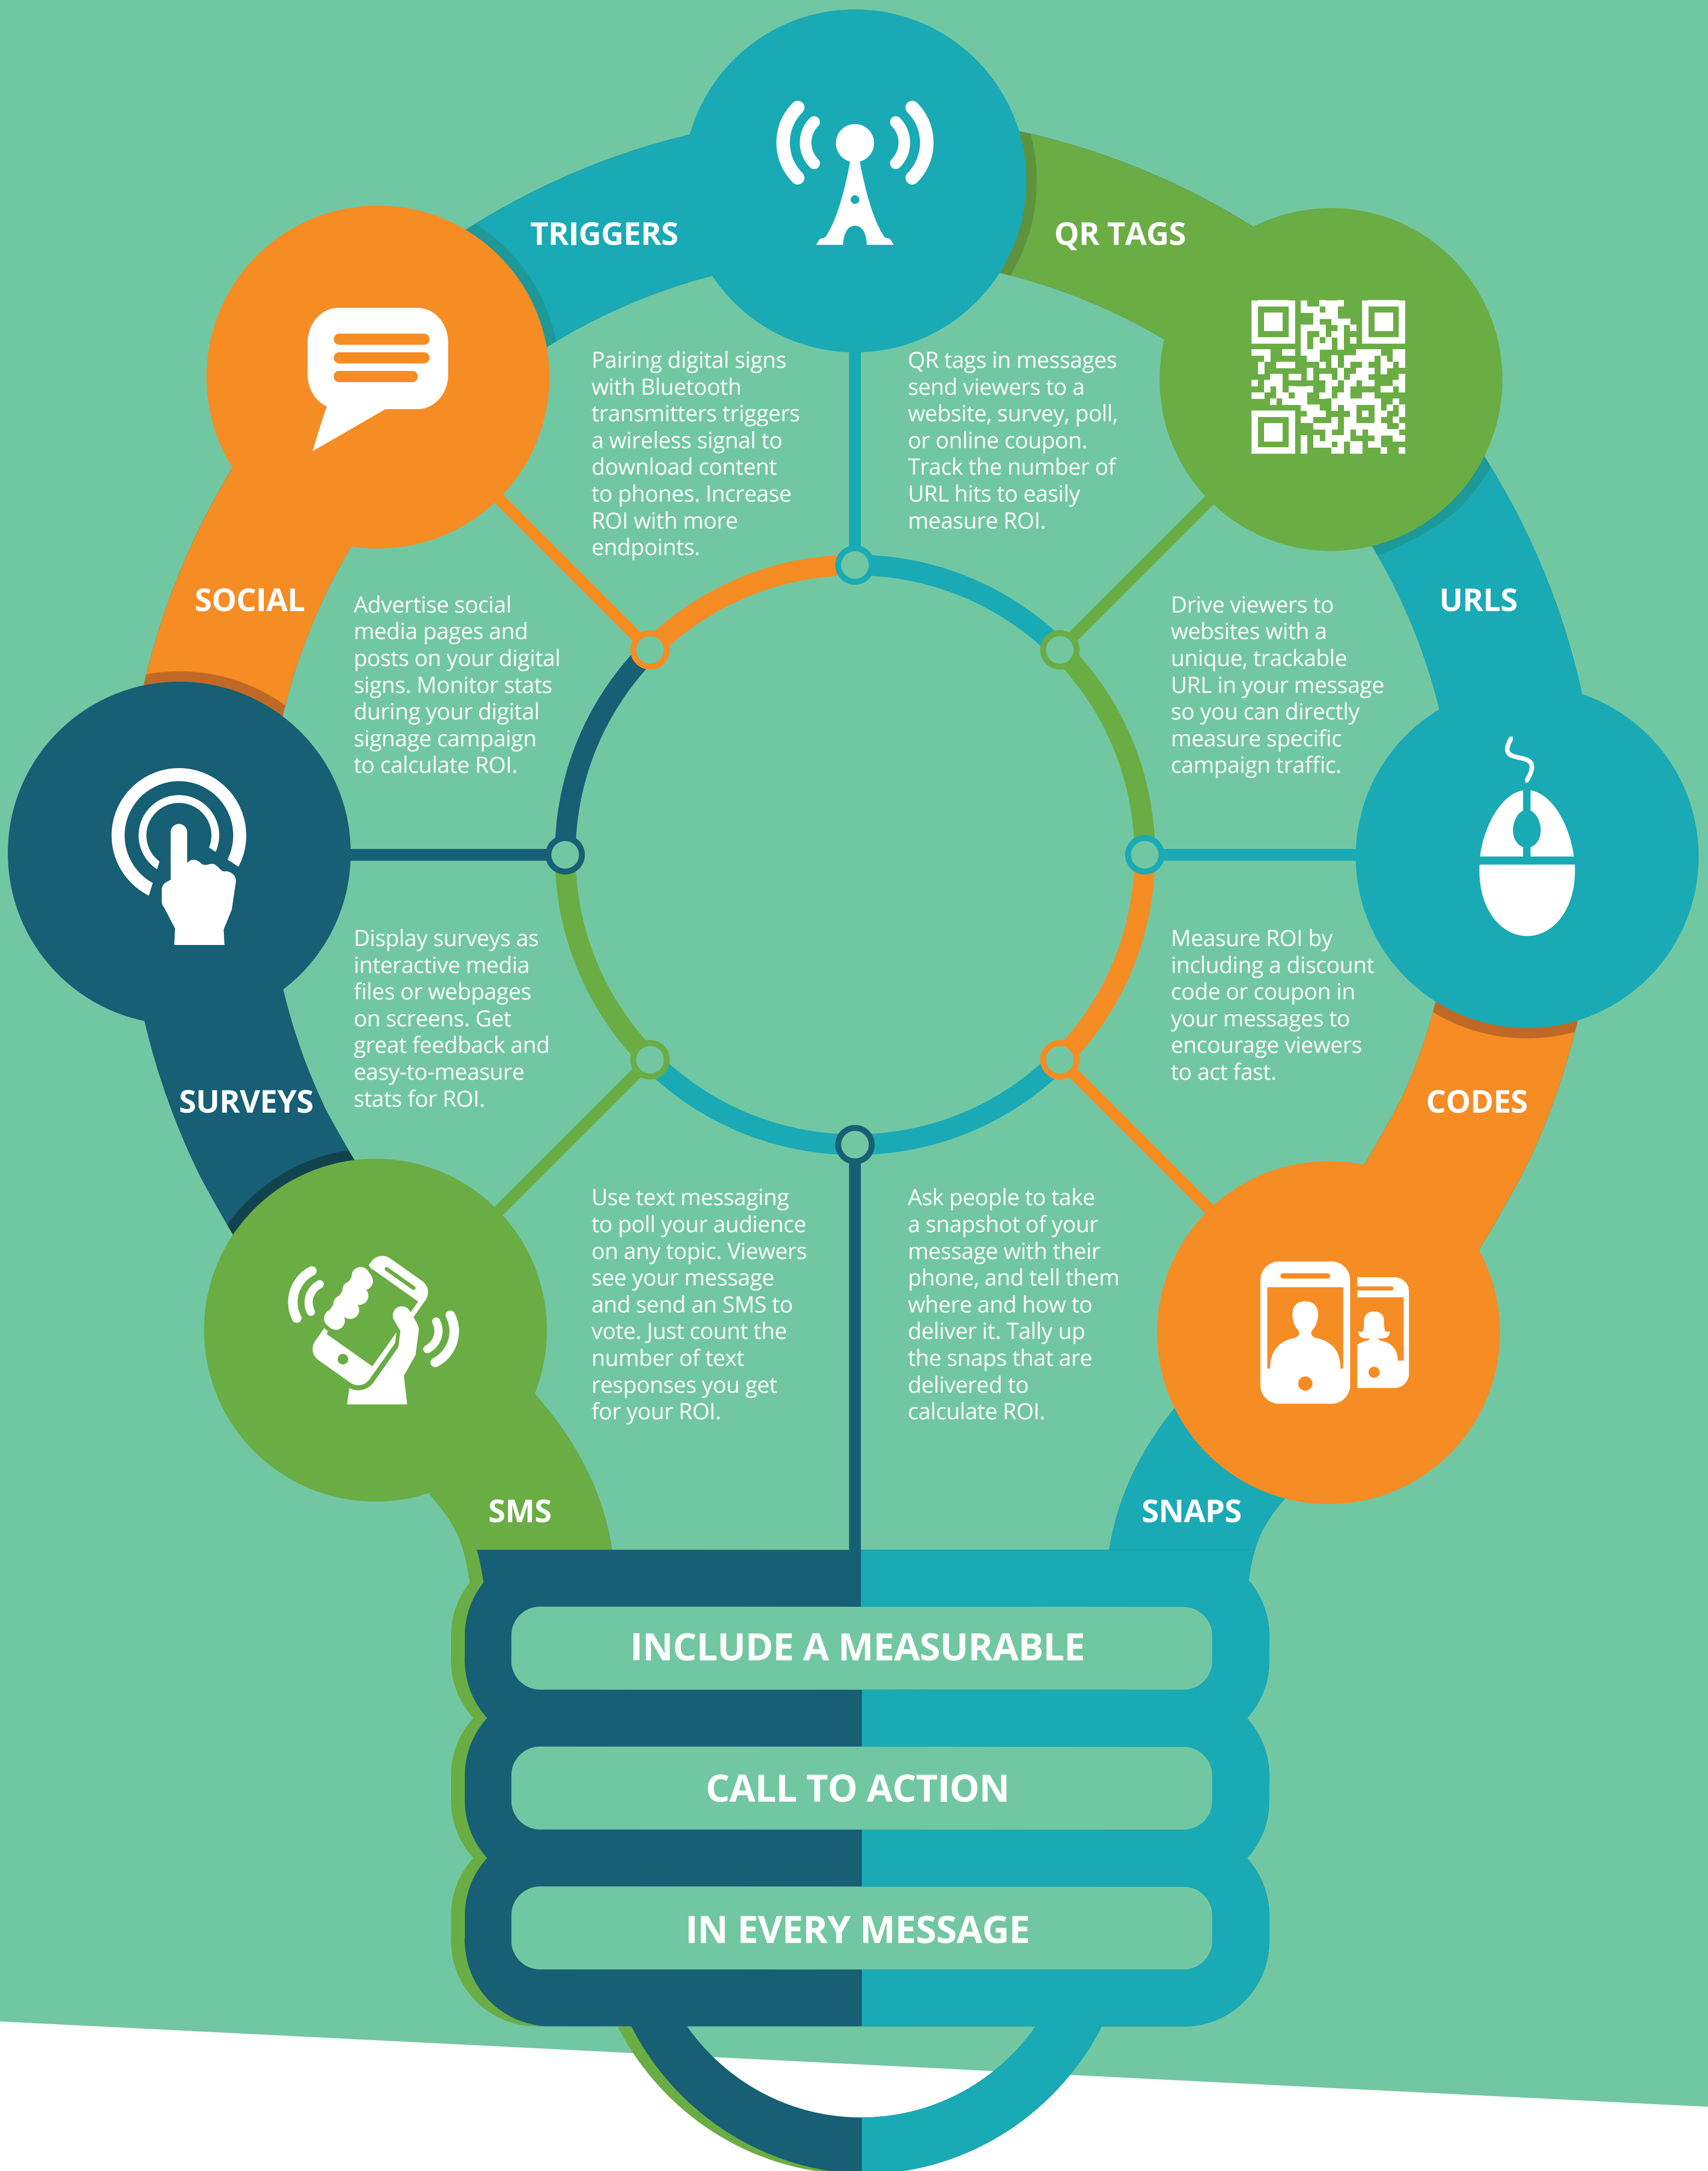 TRIGGERS
Pairing digital signs
with Bluetooth
transmitters triggers
a wireless signal to
download content
to phones. Increase
ROI with more
endpoints.
QR TAGS
QR tags in messages
send viewers to a
website, survey, poll,
or online coupon.
Track the number of
URL hits to easily
measure ROI.
SOCIAL
Advertise social
media pages and
posts on your digital
signs. Monitor stats
during your digital
signage campaign
to calculate ROI.
URLS
Drive viewers to
websites with a
unique, trackable
URL in your message
so you can directly
measure specific
campaign traffic.
SURVEYS
Display surveys as
interactive media
files or webpages
on screens. Get
great feedback and
easy-to-measure
stats for ROI.
CODES
Measure ROI by
including a discount
code or coupon in
your messages to
encourage viewers
to act fast.
SMS
Use text messaging
to poll your audience
on any topic. Viewers
see your message
and send an SMS to
vote. Just count the
number of text
responses you get
for your ROI.
SNAPS
Ask people to take
a snapshot of your
message with their
phone, and tell them
where and how to
deliver it. Tally up
the snaps that are
delivered to
calculate ROI.
INCLUDE A MEASURABLE
CALL TO ACTION
IN EVERY MESSAGE